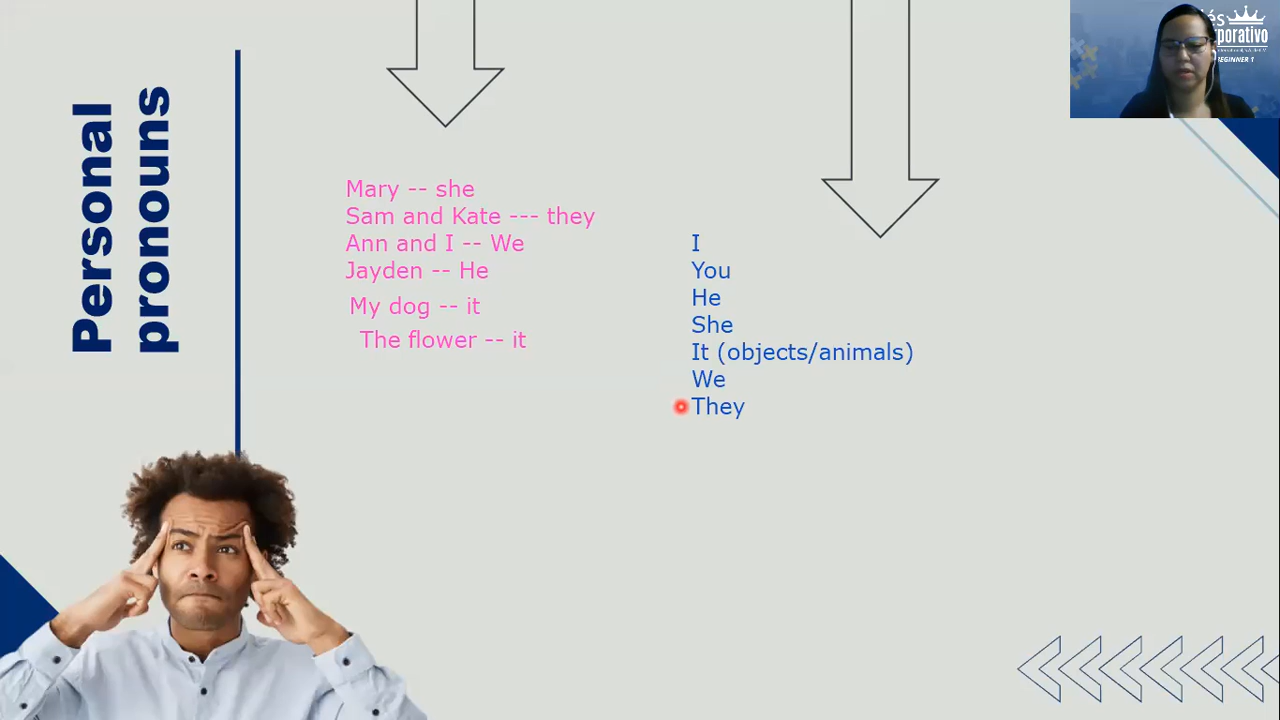 Personal
pronouns
Mary -- she
Sam and Kate --- they
Ann and I -- We
Jayden -- He
My dog -- it
The flower -- it
I
You
He
She
It (objects/animals)
We
They
és
porativo
BEGINNER 1